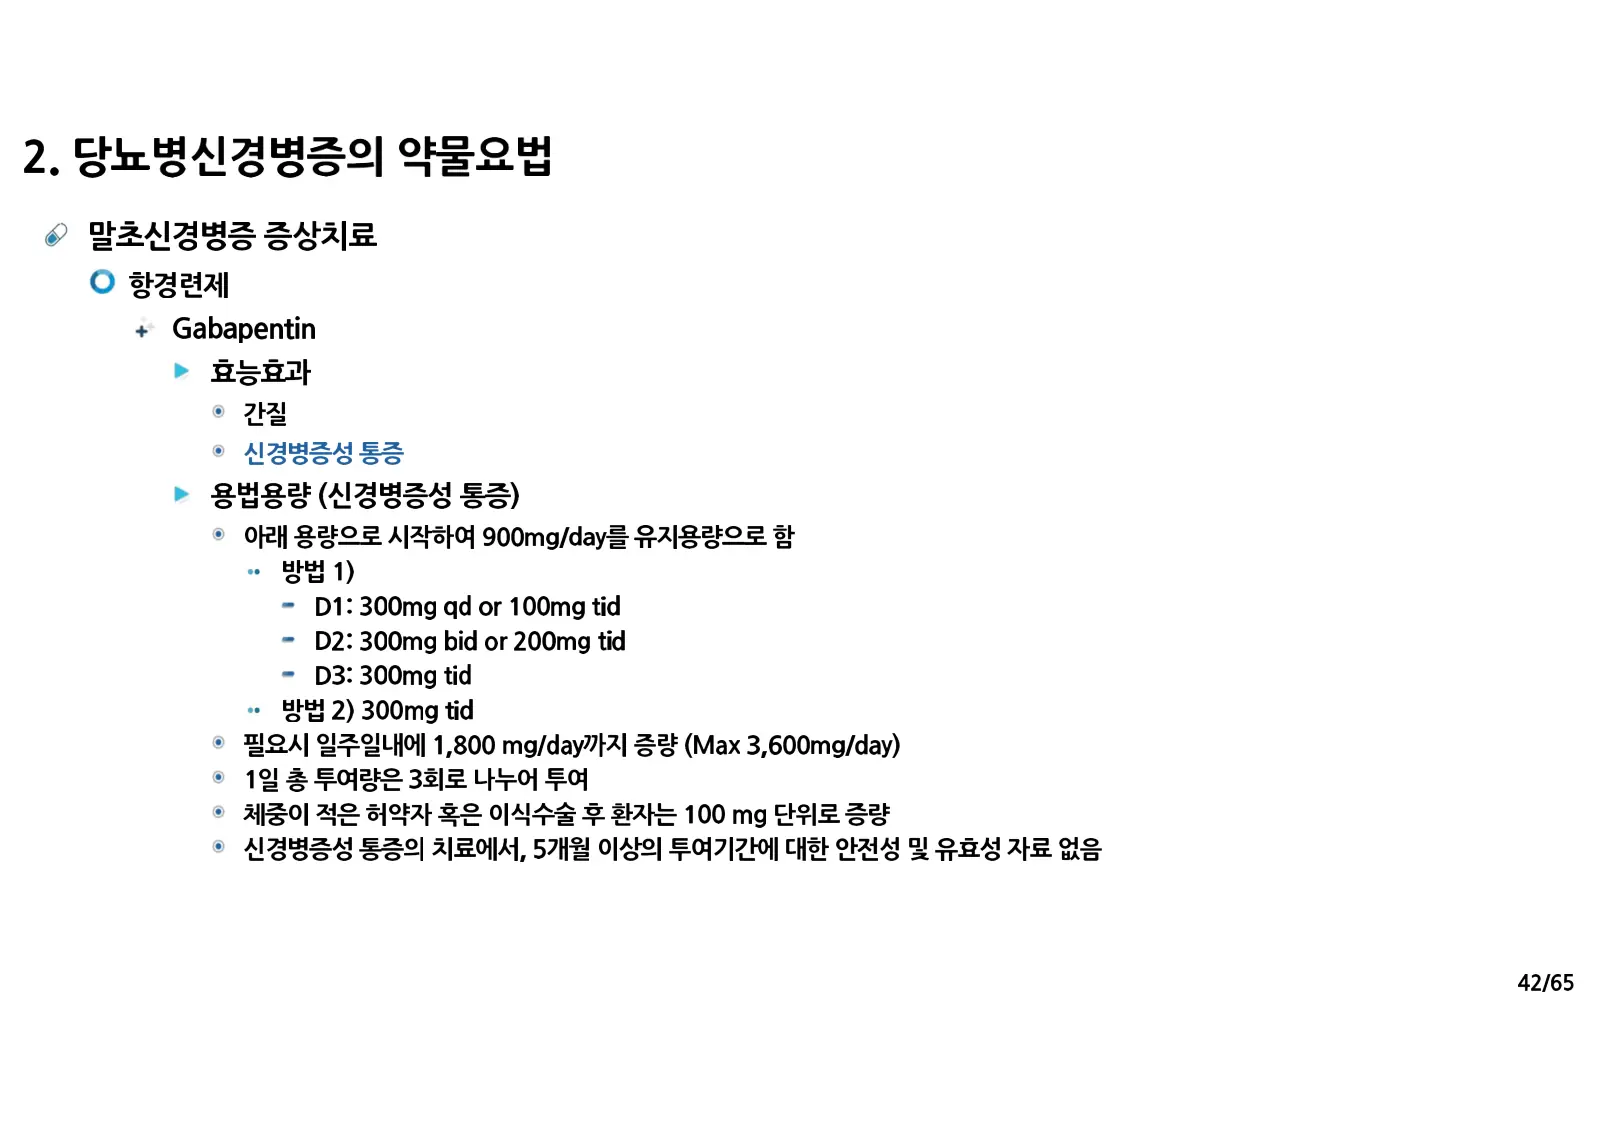 2. 당뇨병신경병증의 약물요법
말초신경병증 증상치료
항경련제
Gabapentin
효능효과
간질
신경병증성 통증
용법용량 (신경병증성 통증)
아래 용량으로 시작하여 900mg/day를 유지용량으로 함
방법 1)
D1: 300mg qd or 100mg tid
D2: 300mg bid or 200mg tid
D3: 300mg tid
방법 2) 300mg tid
필요시 일주일내에 1,800 mg/day까지 증량 (Max 3,600mg/day)
1일 총 투여량은 3회로 나누어 투여
체중이 적은 허약자 혹은 이식수술 후 환자는 100 mg 단위로 증량
신경병증성 통증의 치료에서, 5개월 이상의 투여기간에 대한 안전성 및 유효성 자료 없음
42/65